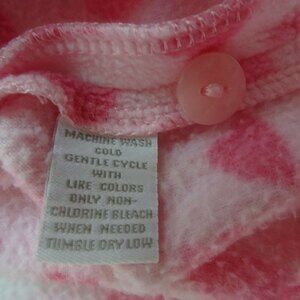 MACHINE WASH
COLD
GENTLE CYCLE
WITH
LIKE COLORS
ONLY NON-
CHLORINE BLEACH
WHEN NEEDED
TUMBLE DRY LOW